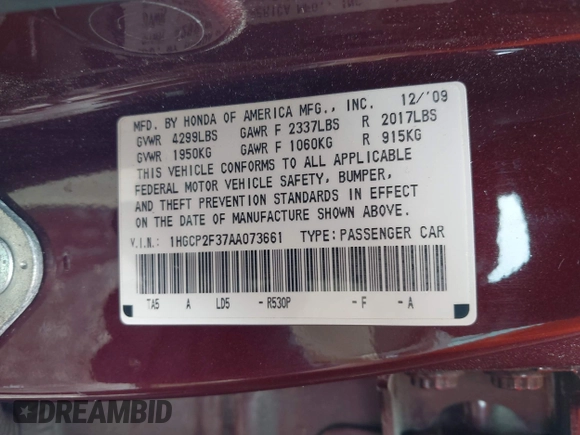 MFD. BY HONDA OF AMERICA MFG., INC. 12/'09
GVWR 4299LBS GAWR F 2337LBS R 2017LBS
GVWR 1950KG GAWR F 1060KG R 915KG
THIS VEHICLE CONFORMS TO ALL APPLICABLE
FEDERAL MOTOR VEHICLE SAFETY, BUMPER,
AND THEFT PREVENTION STANDARDS IN EFFECT
ON THE DATE OF MANUFACTURE SHOWN ABOVE.
V.I.N.: 1HGCP2F37AA073661 TYPE: PASSENGER CAR
TA5 A LD5 - R530P - F - A
DREAMBID